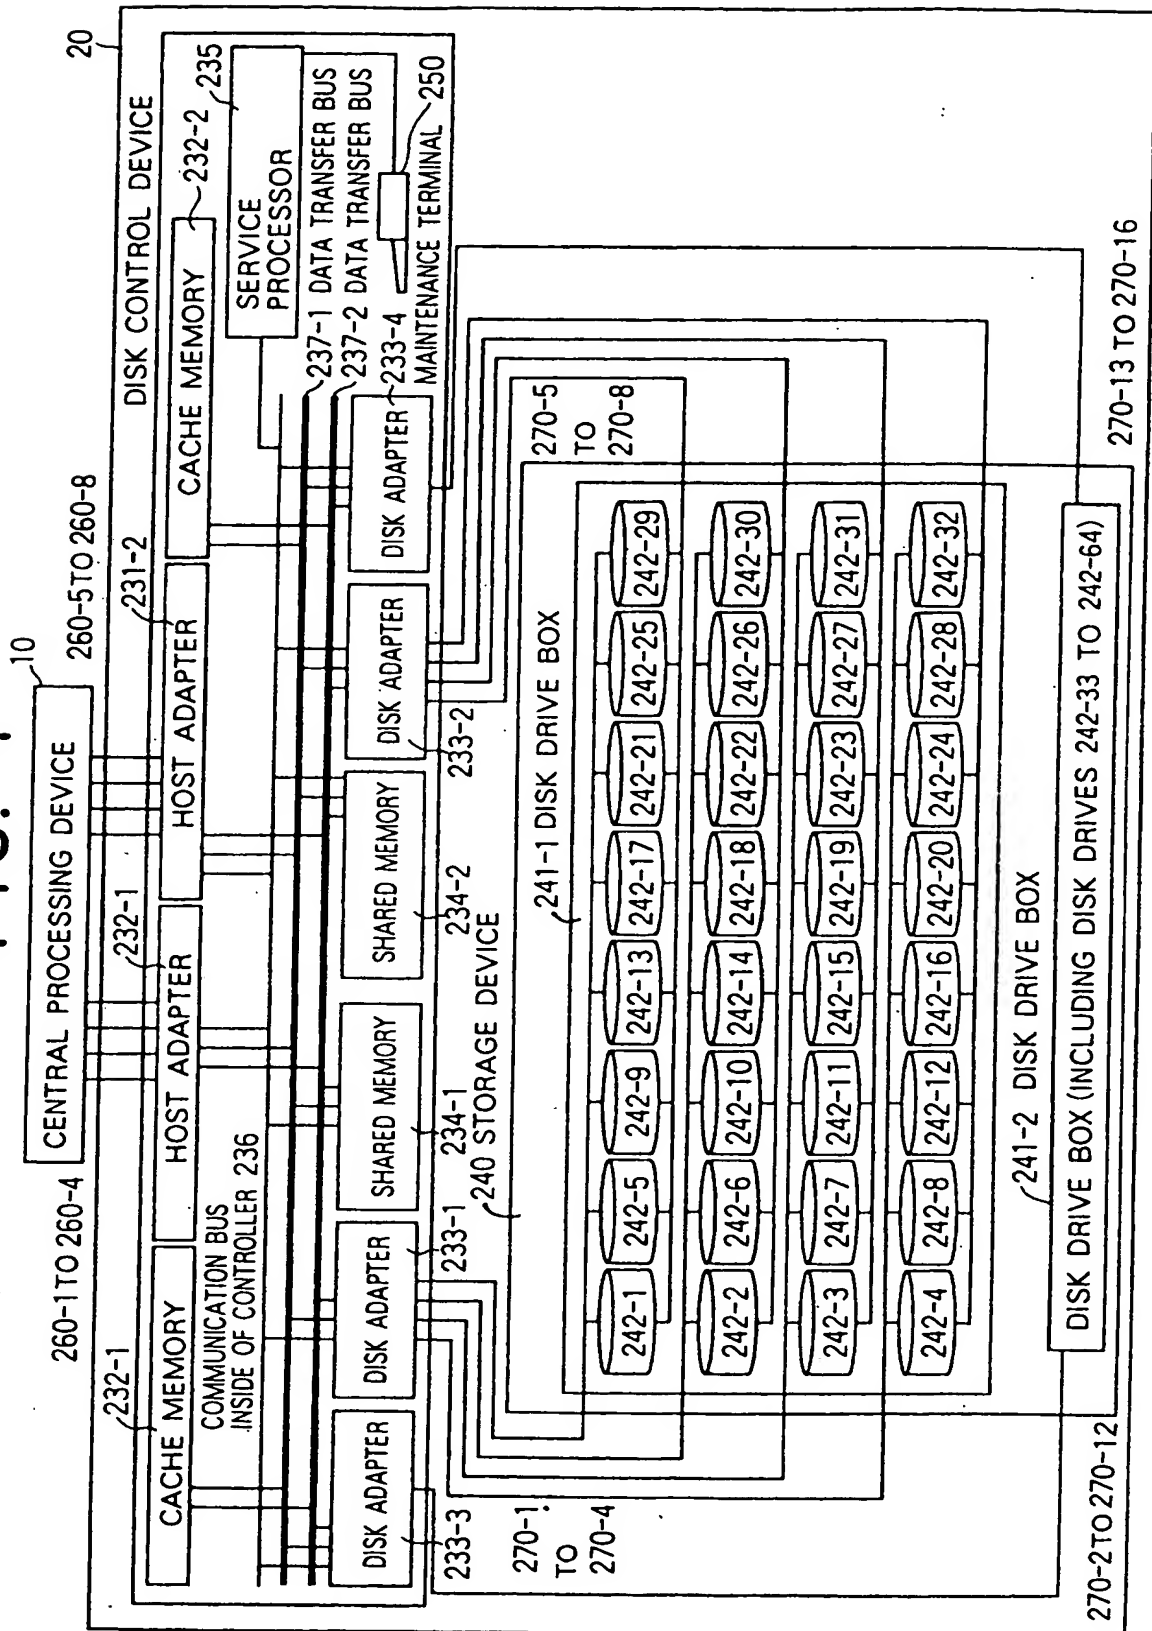 CENTRAL PROCESSING DEVICE
10
260-1 TO 260-4
260-5 TO 260-8
20
DISK CONTROL DEVICE
232-1
232-1
231-2
232-2
235
CACHE MEMORY
HOST ADAPTER
HOST ADAPTER
CACHE MEMORY
SERVICE
PROCESSOR
COMMUNICATION BUS
INSIDE OF CONTROLLER 236
237-1 DATA TRANSFER BUS
237-2 DATA TRANSFER BUS
DISK ADAPTER
DISK ADAPTER
SHARED MEMORY
SHARED MEMORY
DISK ADAPTER
DISK ADAPTER
233-4
250
MAINTENANCE TERMINAL
233-3
233-1
234-1
234-2
233-2
240 STORAGE DEVICE
270-1.
TO
270-4
241-1 DISK DRIVE BOX
270-5
TO
270-8
242-1 242-5 242-9 242-13 242-17 242-21 242-25 242-29
242-2 242-6 242-10 242-14 242-18 242-22 242-26 242-30
242-3 242-7 242-11 242-15 242-19 242-23 242-27 242-31
242-4 242-8 242-12 242-16 242-20 242-24 242-28 242-32
241-2 DISK DRIVE BOX
DISK DRIVE BOX (INCLUDING DISK DRIVES 242-33 TO 242-64)
270-2 TO 270-12
270-13 TO 270-16